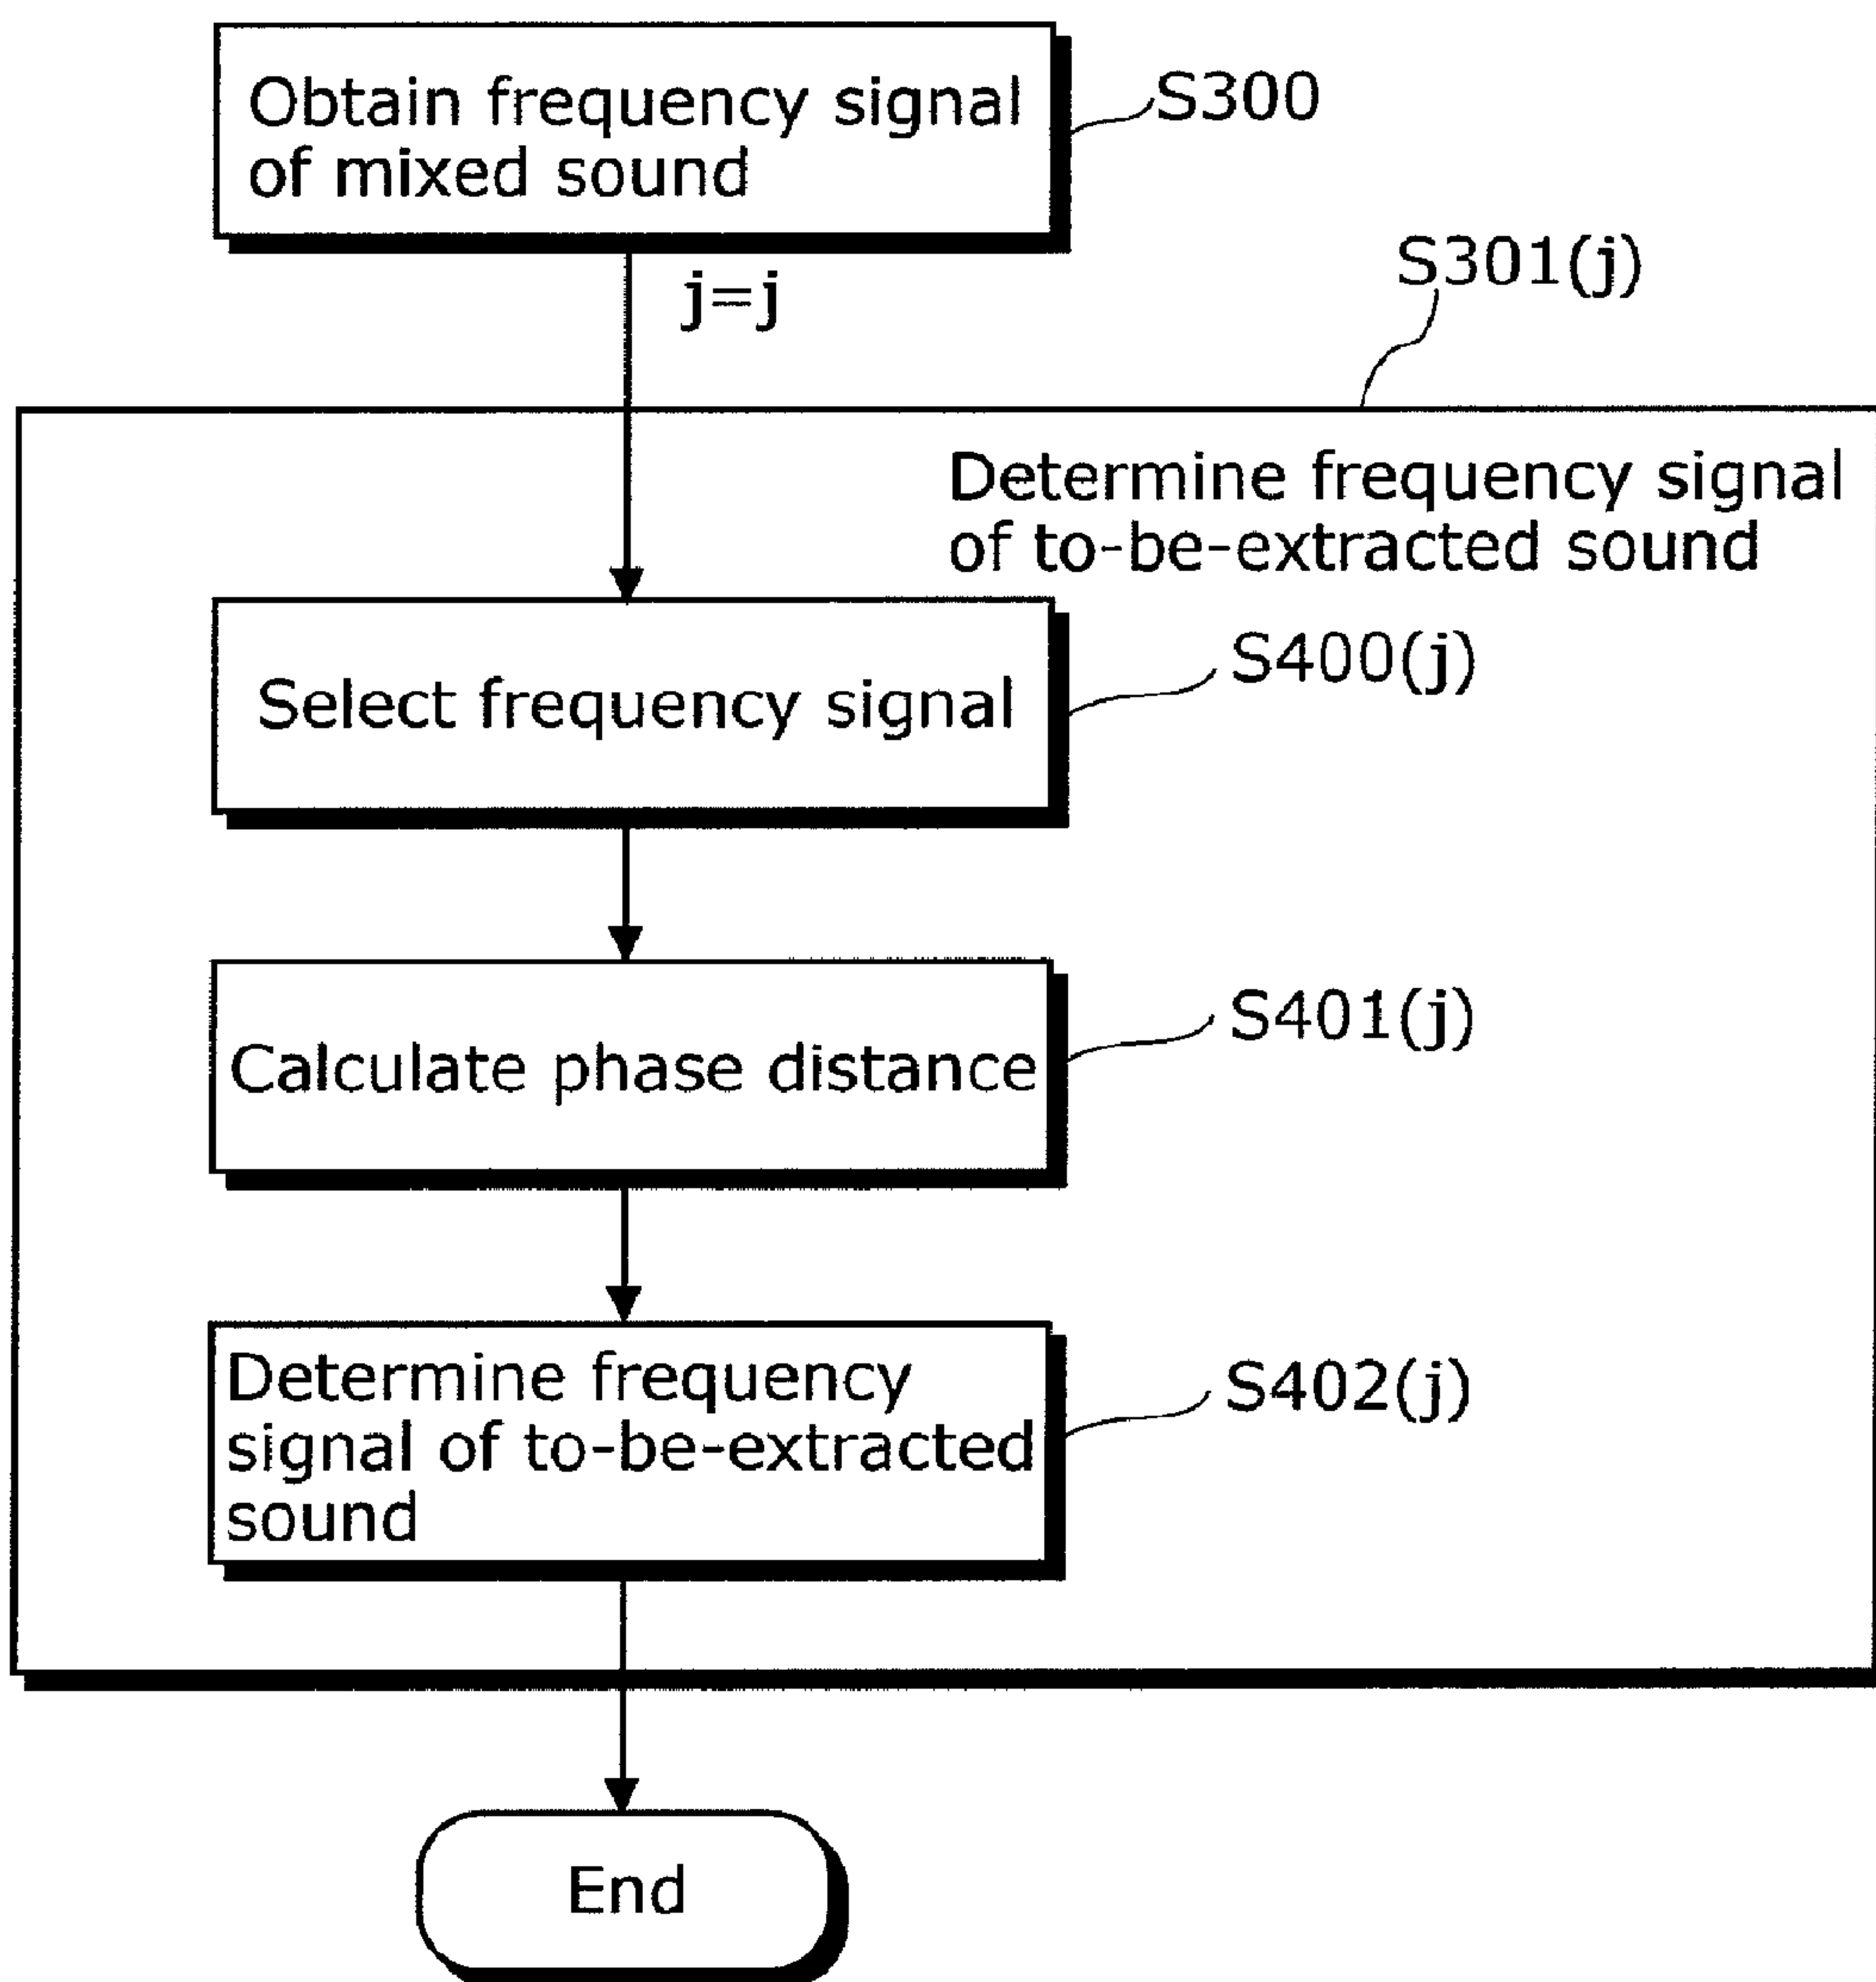 Obtain frequency signal
of mixed sound
S300
j=j
S301(j)
Determine frequency signal
of to-be-extracted sound
Select frequency signal
S400(j)
Calculate phase distance
S401(j)
Determine frequency
signal of to-be-extracted
sound
S402(j)
End